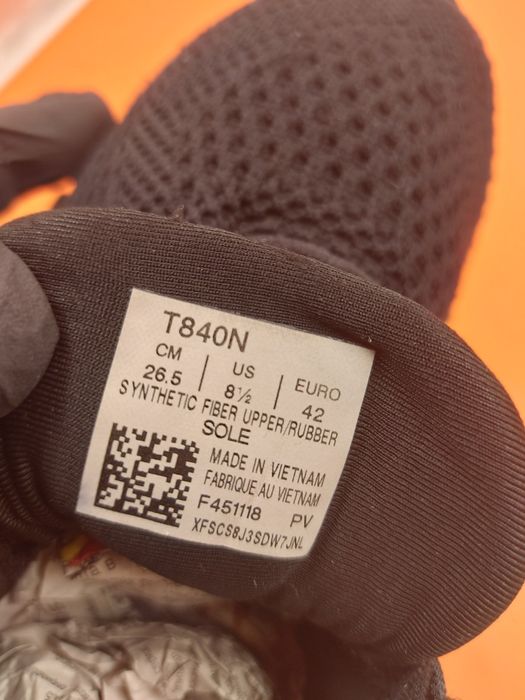 T840N
CM US EURO
26.5 8½ 42
SYNTHETIC FIBER UPPER/RUBBER
SOLE
MADE IN VIETNAM
FABRIQUE AU VIETNAM
F451118 PV
XFSCS8J3SDW7JNL